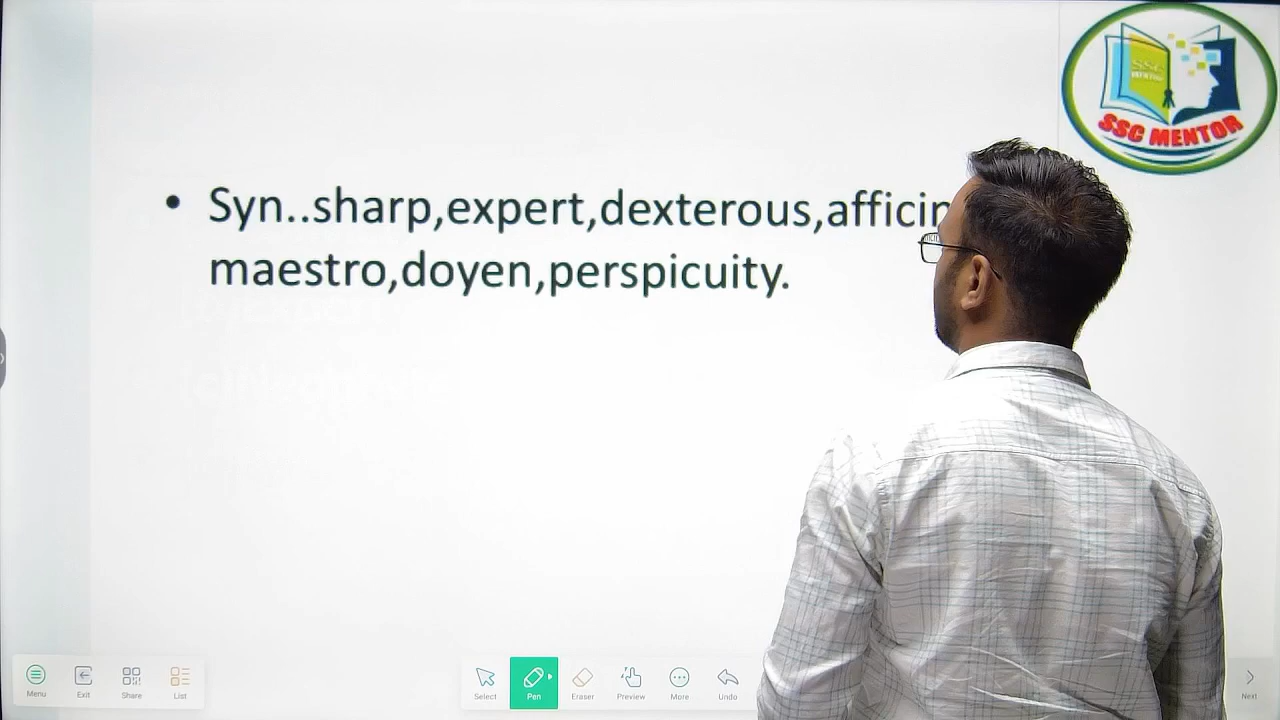 SSC MENTOR
• Syn..sharp,expert,dexterous,
maestro,doyen,perspicuity.
Menu
Exit
Share
List
Select
Pen
Eraser
Preview
More
Undo
Next